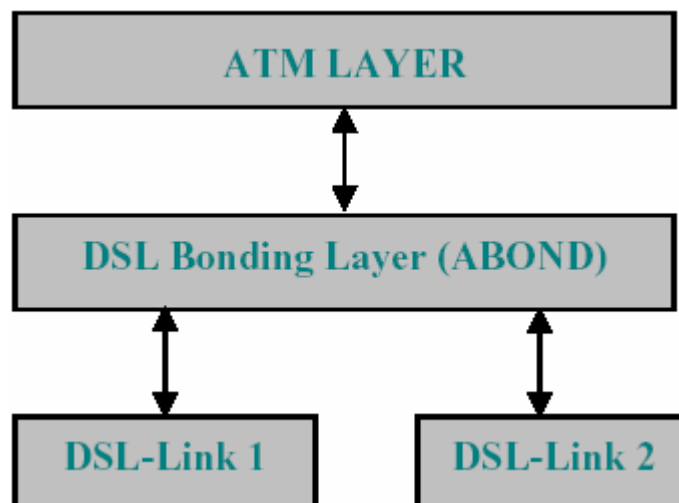 ATM LAYER
DSL Bonding Layer (ABOND)
DSL-Link 1
DSL-Link 2